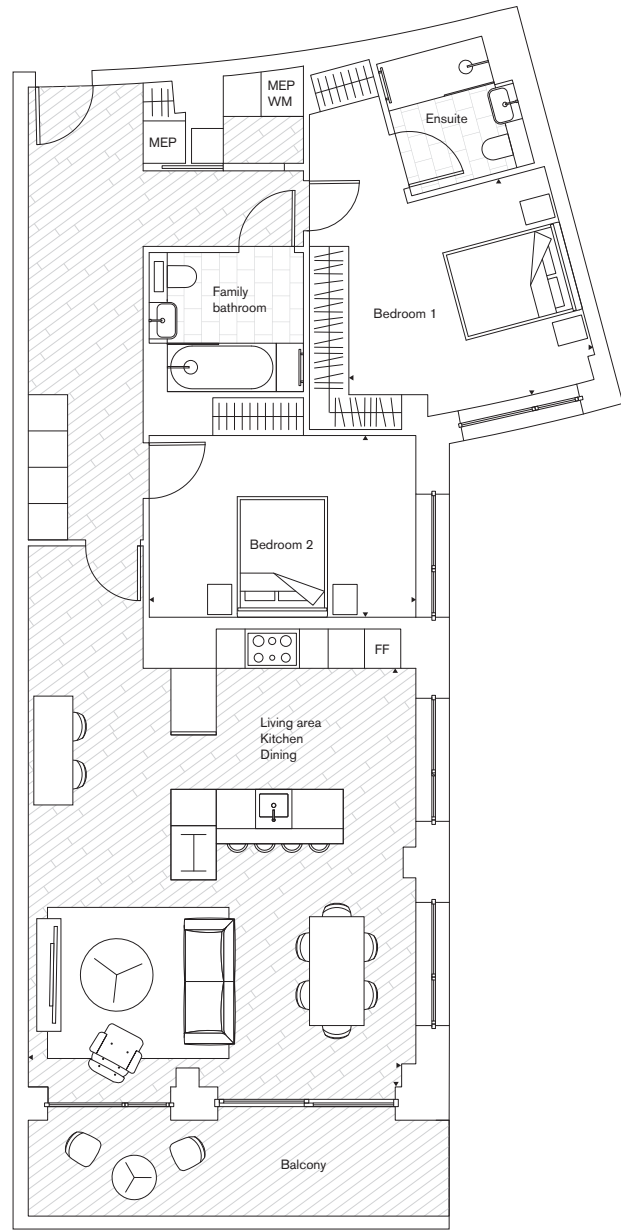 MEP
WM
MEP
Ensuite
Family
bathroom
Bedroom 1
Bedroom 2
FF
Living area
Kitchen
Dining
Balcony